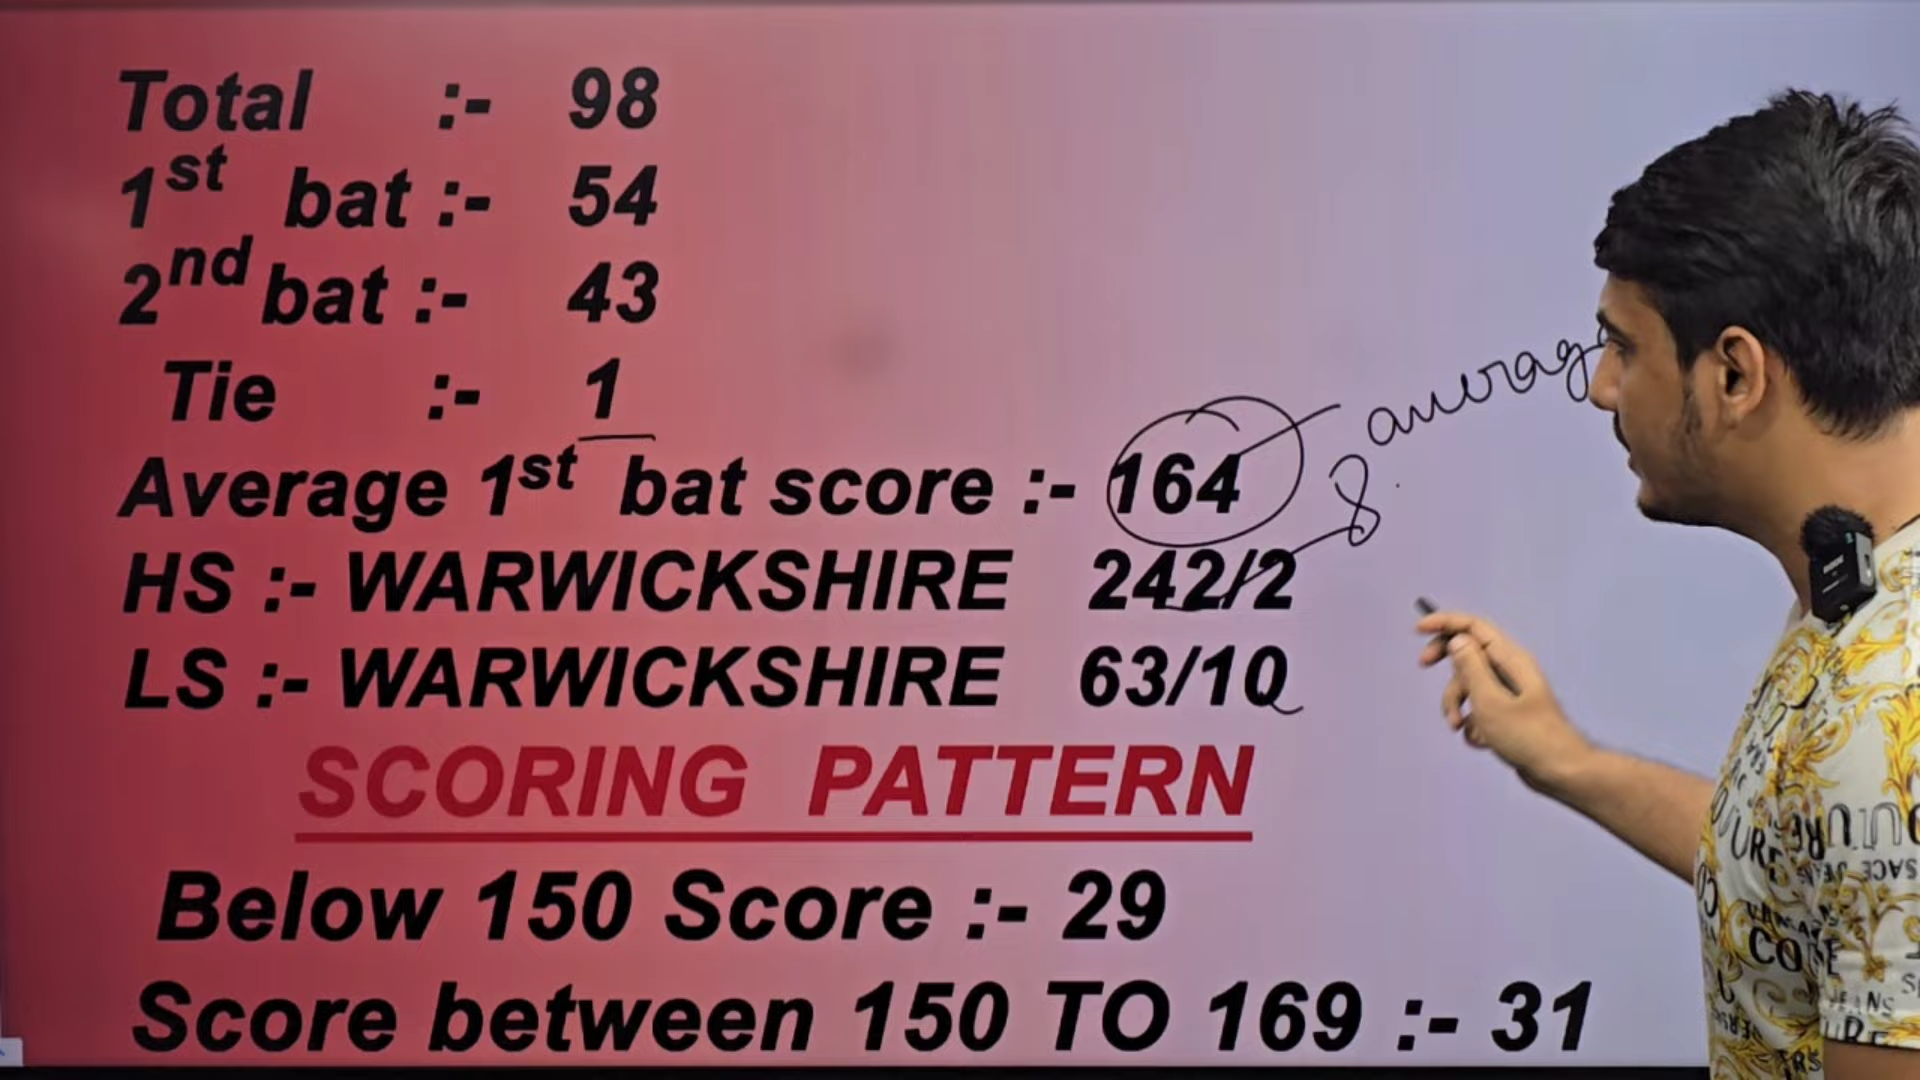 Total :- 98
1st bat :- 54
2nd bat :- 43
Tie :- 1
Average 1st bat score :- 164
average
HS :- WARWICKSHIRE 242/2
8
LS :- WARWICKSHIRE 63/10
SCORING PATTERN
Below 150 Score :- 29
Score between 150 TO 169 :- 31